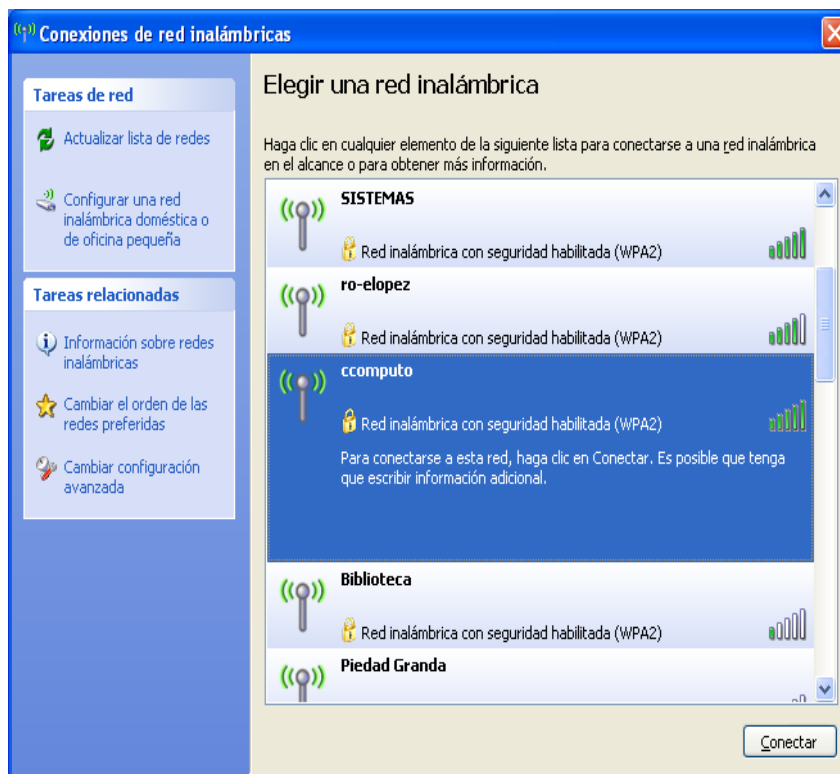 Conexiones de red inalámbricas
Tareas de red
Actualizar lista de redes
Configurar una red
inalámbrica doméstica o
de oficina pequeña
Tareas relacionadas
Información sobre redes
inalámbricas
Cambiar el orden de las
redes preferidas
Cambiar configuración
avanzada
Elegir una red inalámbrica
Haga clic en cualquier elemento de la siguiente lista para conectarse a una red inalámbrica
en el alcance o para obtener más información.
SISTEMAS
Red inalámbrica con seguridad habilitada (WPA2)
ro-elopez
Red inalámbrica con seguridad habilitada (WPA2)
ccomputo
Red inalámbrica con seguridad habilitada (WPA2)
Para conectarse a esta red, haga clic en Conectar. Es posible que tenga
que escribir información adicional.
Biblioteca
Red inalámbrica con seguridad habilitada (WPA2)
Piedad Granda
Conectar